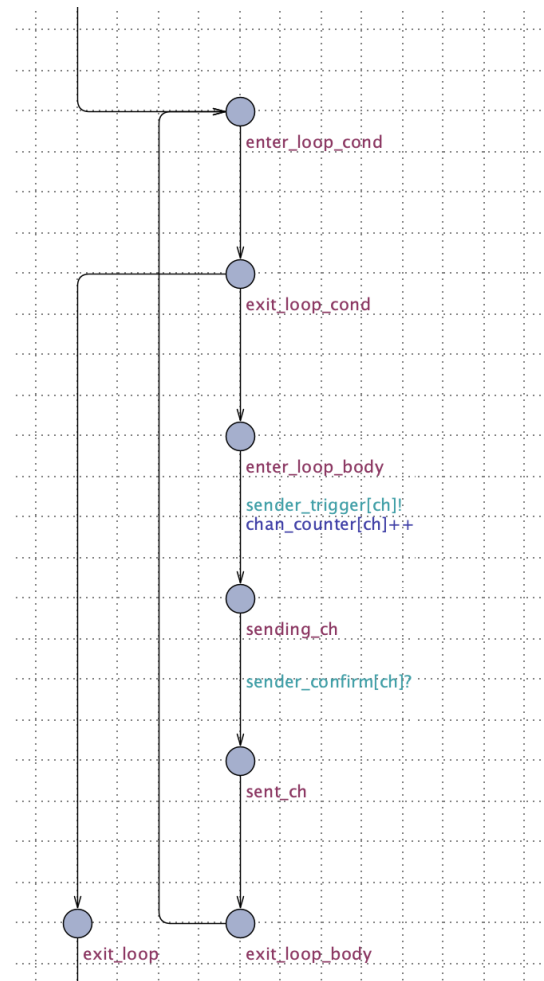 enter_loop_cond
exit_loop_cond
enter_loop_body
sender_trigger[ch]!
chan_counter[ch]++
sending_ch
sender_confirm[ch]?
sent_ch
exit_loop
exit_loop_body